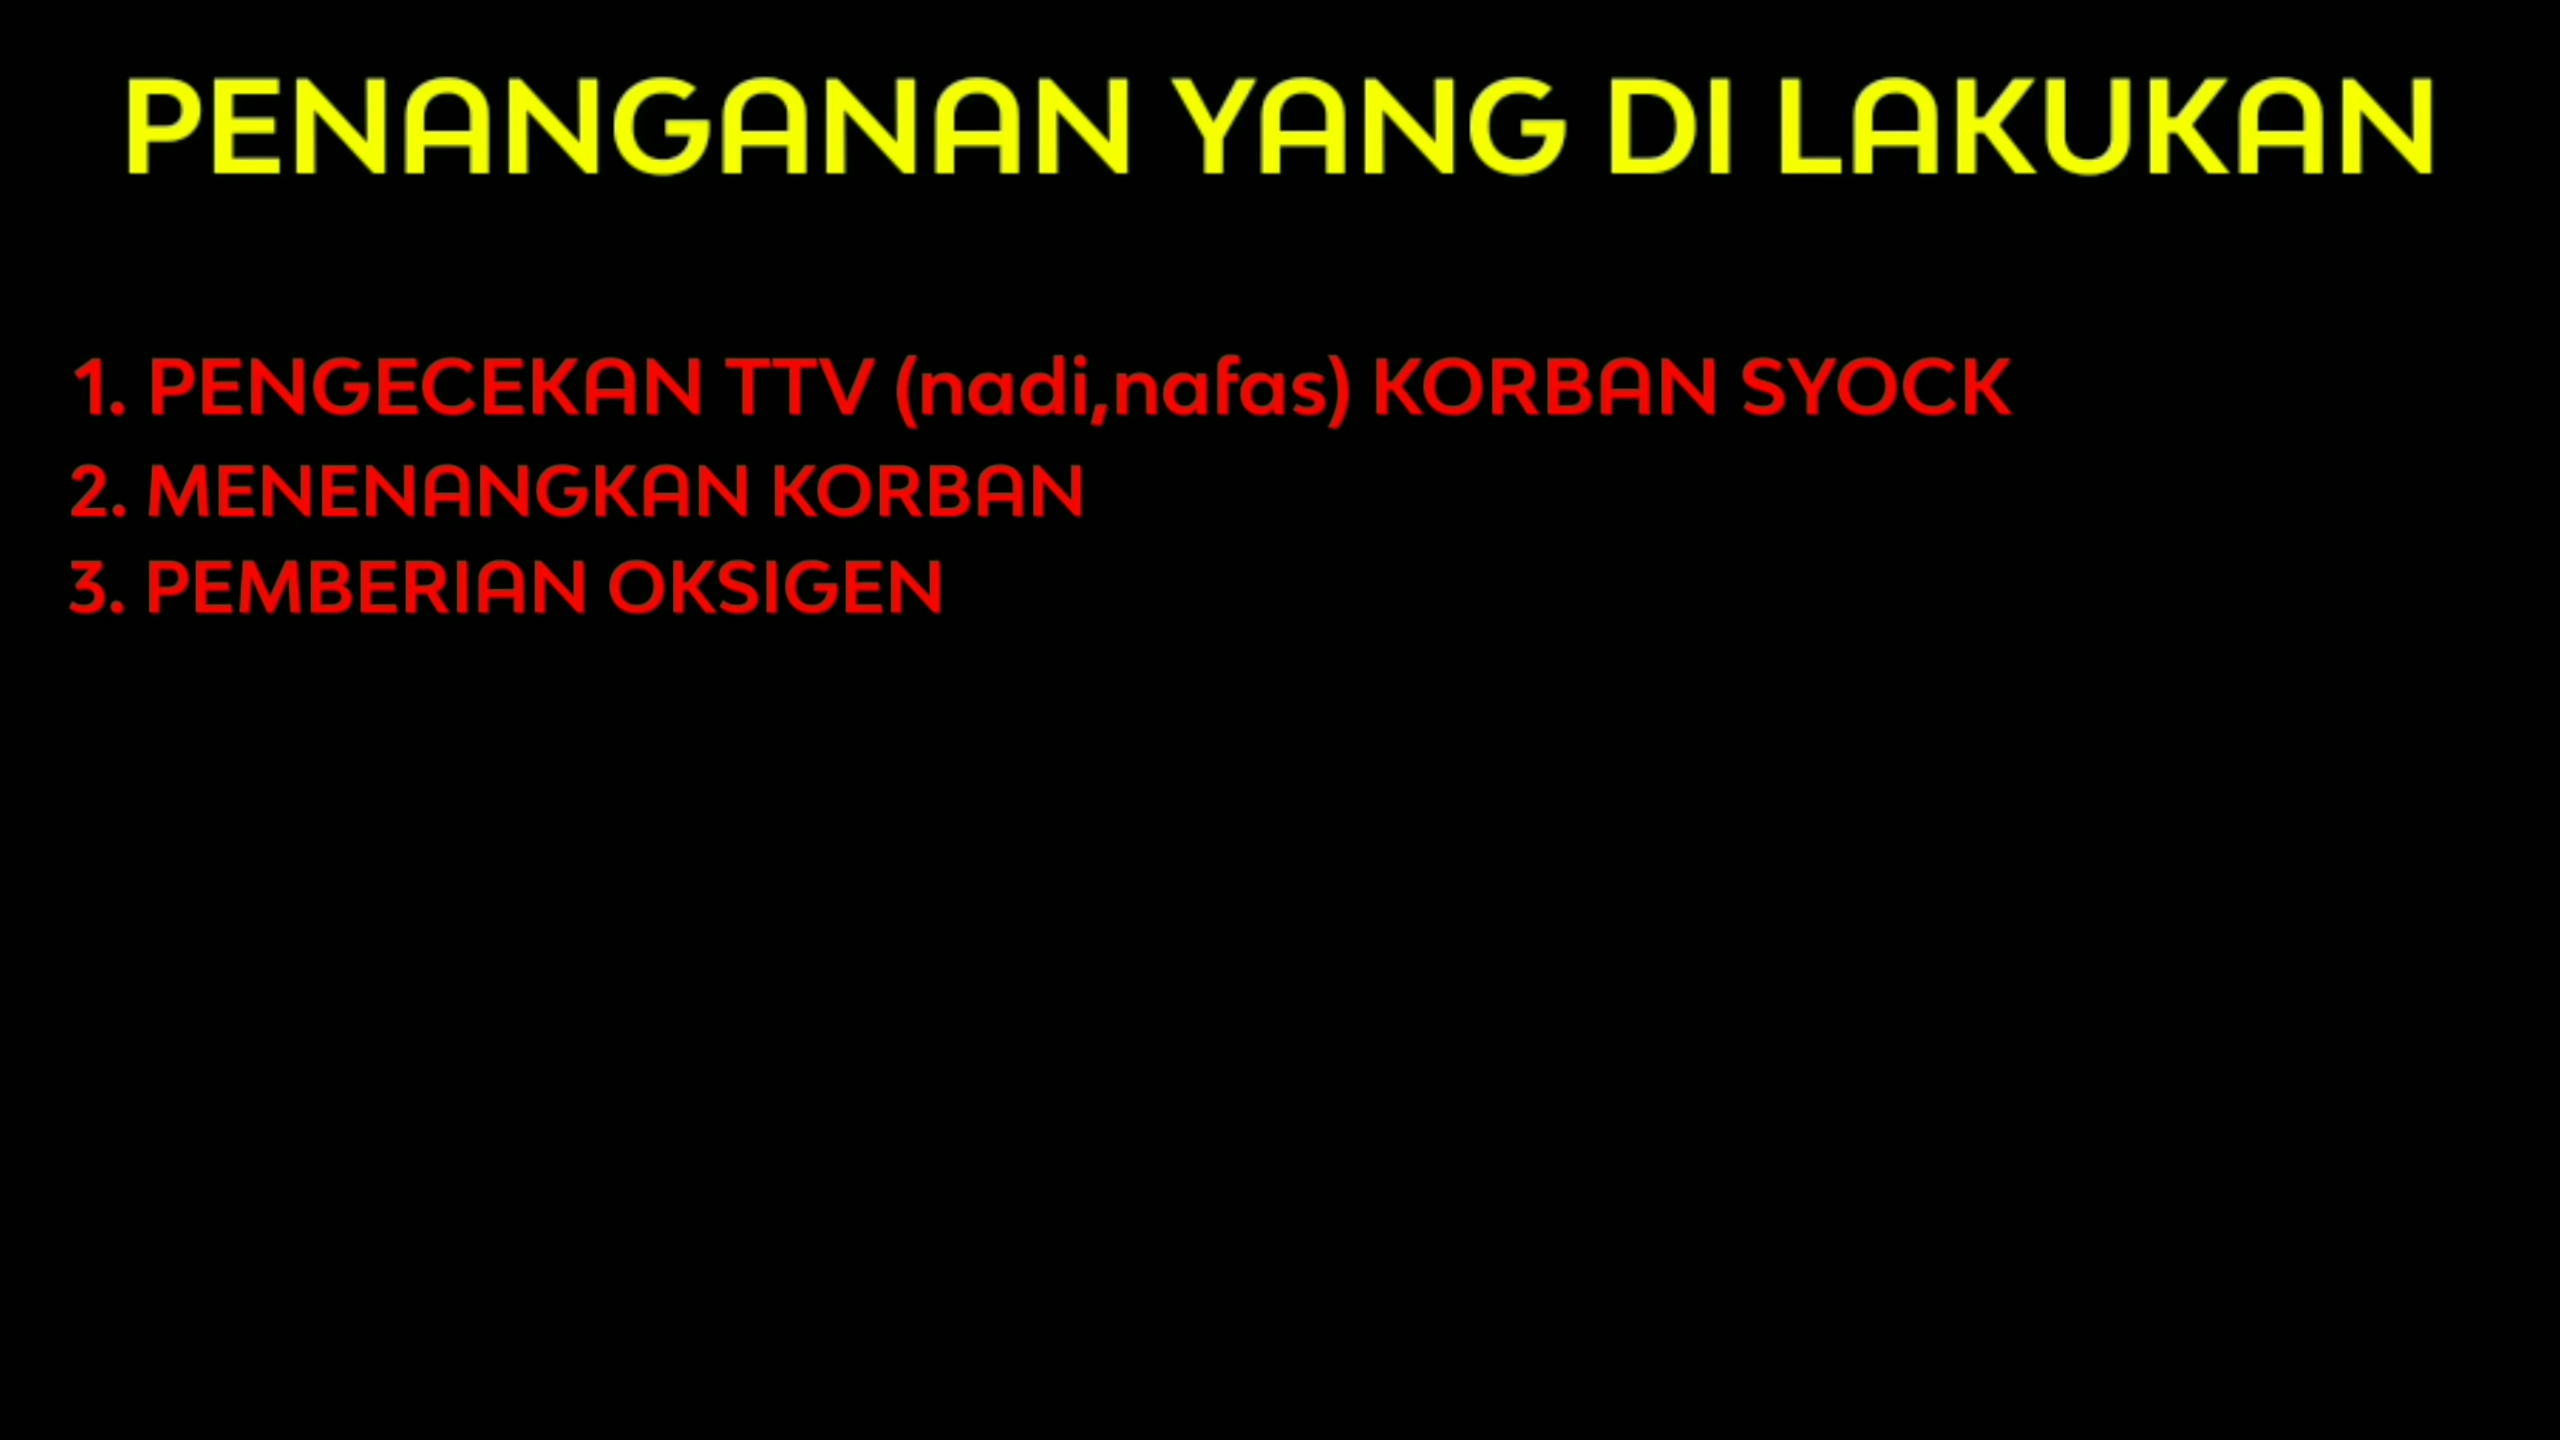 PENANGANAN YANG DI LAKUKAN
1. PENGECEKAN TTV (nadi,nafas) KORBAN SYOCK
2. MENENANGKAN KORBAN
3. PEMBERIAN OKSIGEN